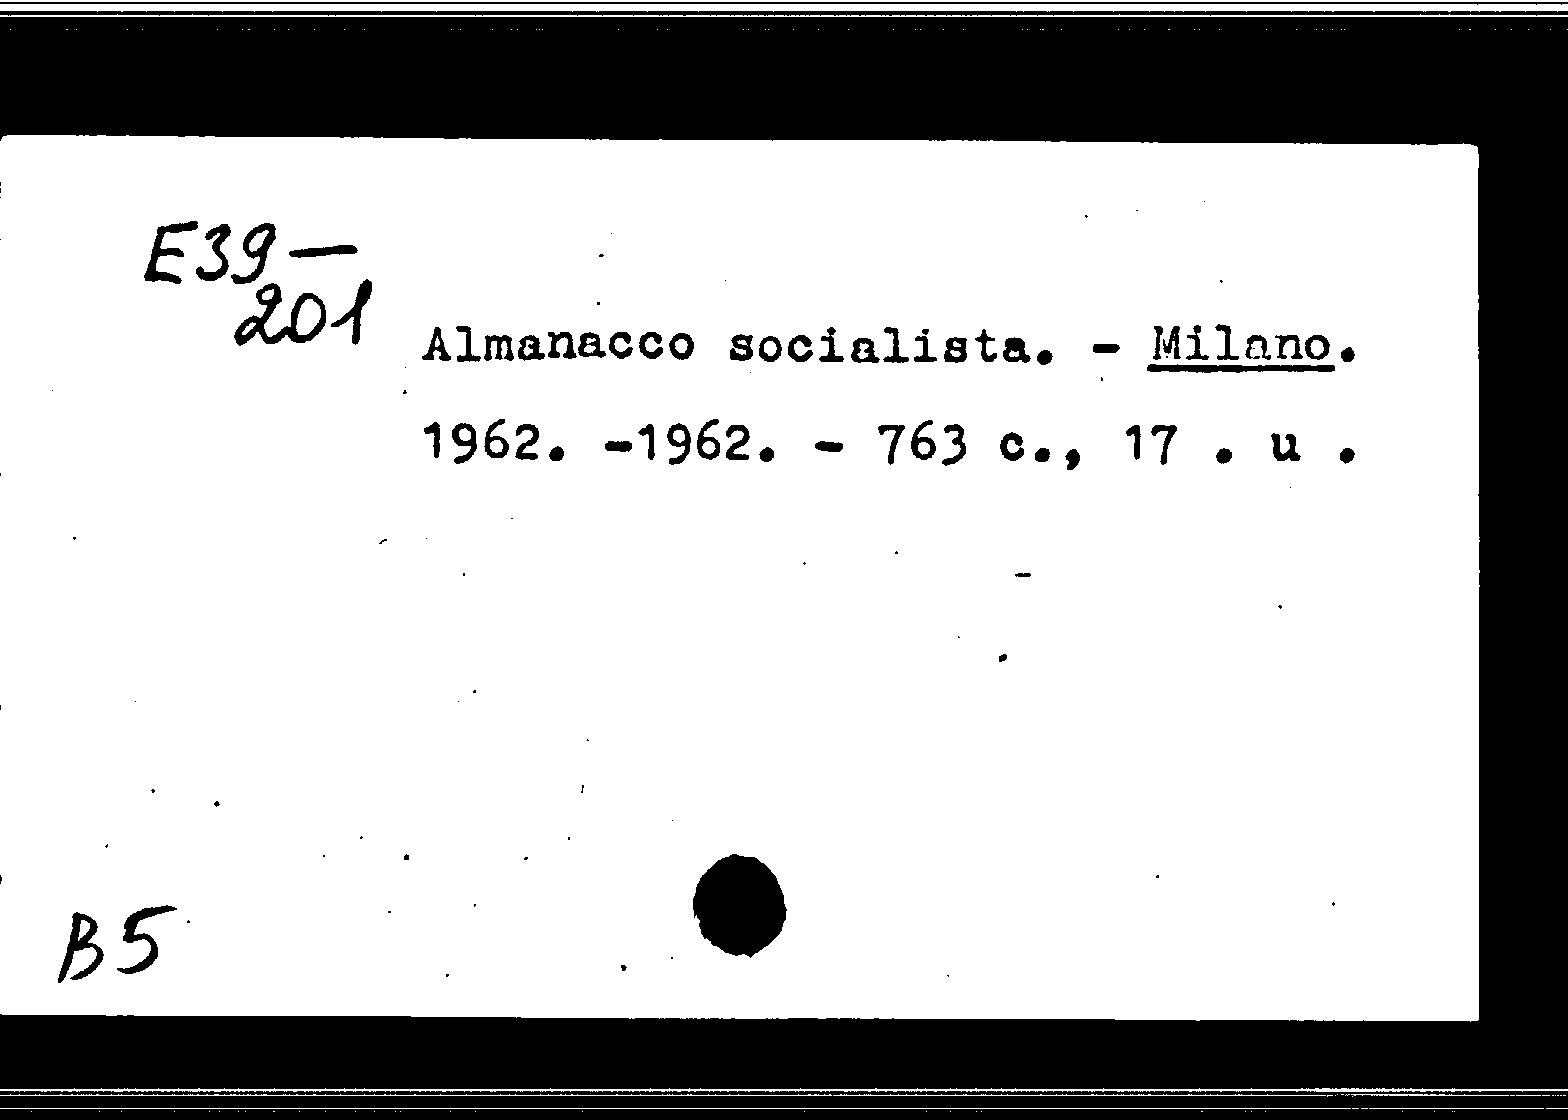 E39—
201
Almanacco socialista. - Milano.
1962. -1962. - 763 c., 17 . u .
B5